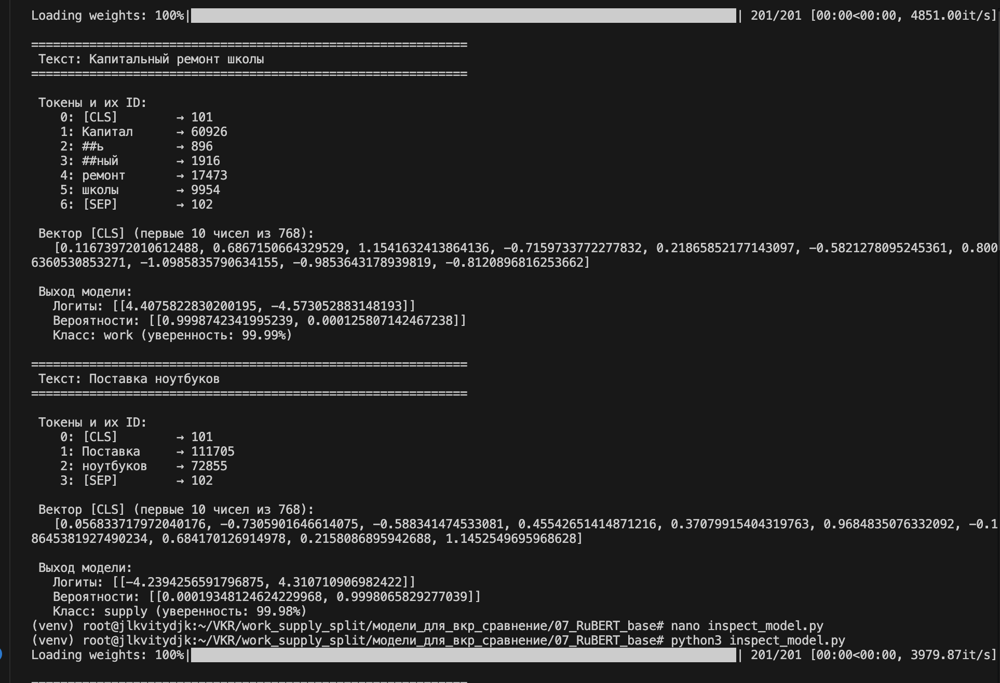 Loading weights: 100%|██████████| 201/201 [00:00<00:00, 4851.00it/s]
============================================================
Текст: Капитальный ремонт школы
============================================================
Токены и их ID:
0: [CLS] → 101
1: Капитал → 60926
2: ##ь → 896
3: ##ный → 1916
4: ремонт → 17473
5: школы → 9954
6: [SEP] → 102
Вектор [CLS] (первые 10 чисел из 768):
[0.11673972010612488, 0.6867150664329529, 1.1541632413864136, -0.7159733772277832, 0.21865852177143097, -0.5821278095245361, 0.800
6360530853271, -1.0985835790634155, -0.9853643178939819, -0.8120896816253662]
Выход модели:
Логиты: [[4.4075822830200195, -4.573052883148193]]
Вероятности: [[0.9998742341995239, 0.000125807142467238]]
Класс: work (уверенность: 99.99%)
============================================================
Текст: Поставка ноутбуков
============================================================
Токены и их ID:
0: [CLS] → 101
1: Поставка → 111705
2: ноутбуков → 72855
3: [SEP] → 102
Вектор [CLS] (первые 10 чисел из 768):
[0.056833717972040176, -0.7305901646614075, -0.588341474533081, 0.45542651414871216, 0.37079915404319763, 0.9684835076332092, -0.1
8645381927490234, 0.684170126914978, 0.2158086895942688, 1.1452549695968628]
Выход модели:
Логиты: [[-4.2394256591796875, 4.310710906982422]]
Вероятности: [[0.00019348124624229968, 0.9998065829277039]]
Класс: supply (уверенность: 99.98%)
(venv) root@jlkvitydjk:~/VKR/work_supply_split/модели_для_вкр_сравнение/07_RuBERT_base# nano inspect_model.py
(venv) root@jlkvitydjk:~/VKR/work_supply_split/модели_для_вкр_сравнение/07_RuBERT_base# python3 inspect_model.py
Loading weights: 100%|██████████| 201/201 [00:00<00:00, 3979.87it/s]
============================================================